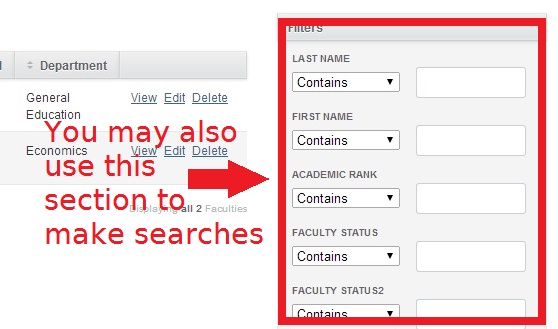 Filters
Department
LAST NAME
Contains
General
Education
View Edit Delete
FIRST NAME
Contains
Economics
View Edit Delete
You may also
use this
section to
make searches
Displaying all 2 Faculties
ACADEMIC RANK
Contains
FACULTY STATUS
Contains
FACULTY STATUS2
Contains